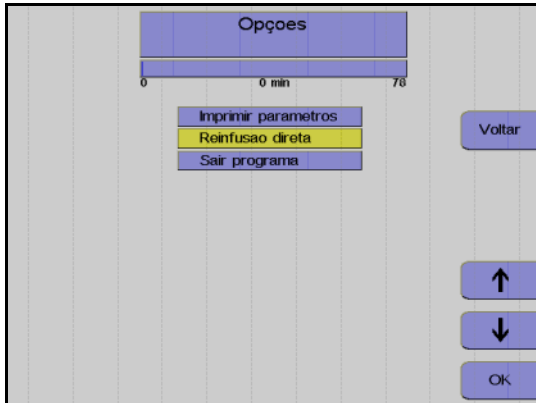 Opçoes
0 0 min 78
Imprimir parametros
Reinfusao direta
Sair programa
Voltar
↑
↓
OK